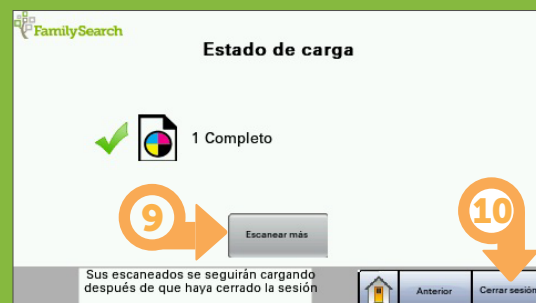 FamilySearch
Estado de carga
1 Completo
9
10
Escanear más
Sus escaneados se seguirán cargando
después de que haya cerrado la sesión
Anterior
Cerrar sesión